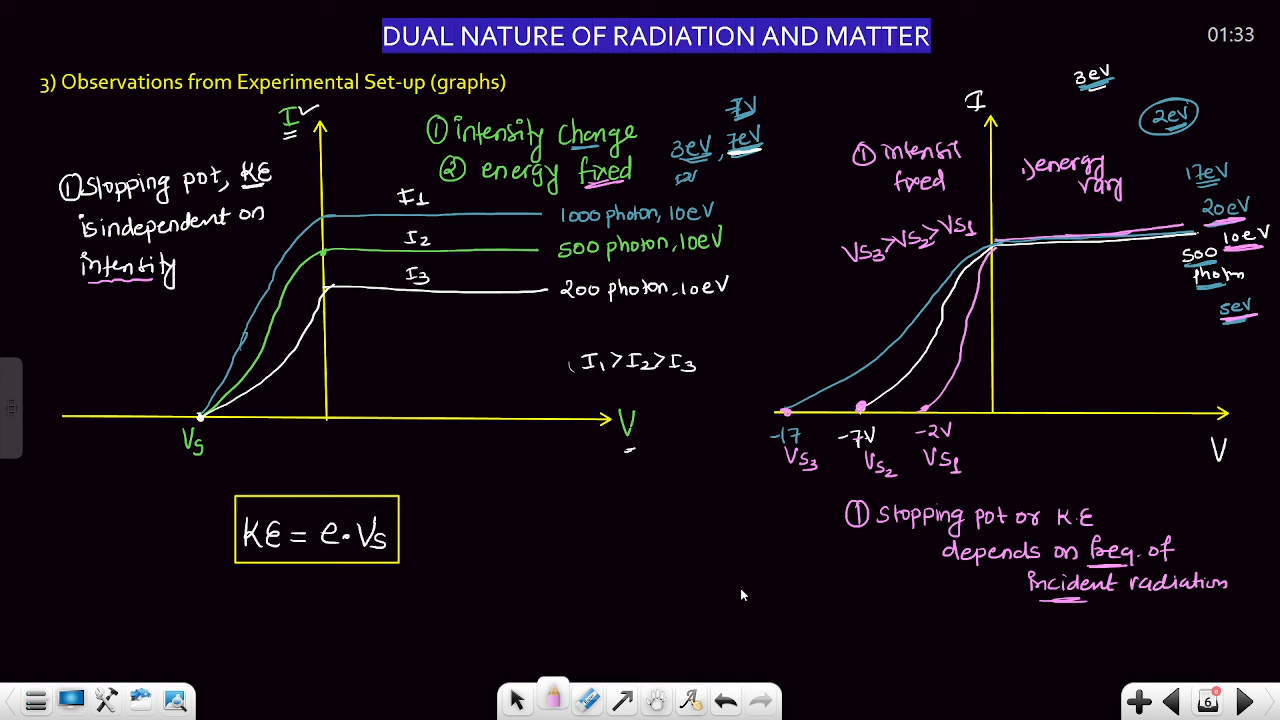 DUAL NATURE OF RADIATION AND MATTER
01:33
3) Observations from Experimental Set-up (graphs)
I
① intensity change
② energy fixed
3eV, 7eV
① Stopping pot, KE
is independent on
intensity
I1
1000 photon, 10eV
I2
500 photon, 10eV
I3
200 photon, 10eV
I1 > I2 > I3
Vs
V
KE = e·Vs
3eV
I
2eV
① intensit
fixed
, energy
vary
17eV
20eV
10eV
500
photon
5eV
Vs3 > Vs2 > Vs1
-17
-7V
-2V
Vs3
Vs2
Vs1
V
① Stopping pot or K.E
depends on freq. of
incident radiation
6